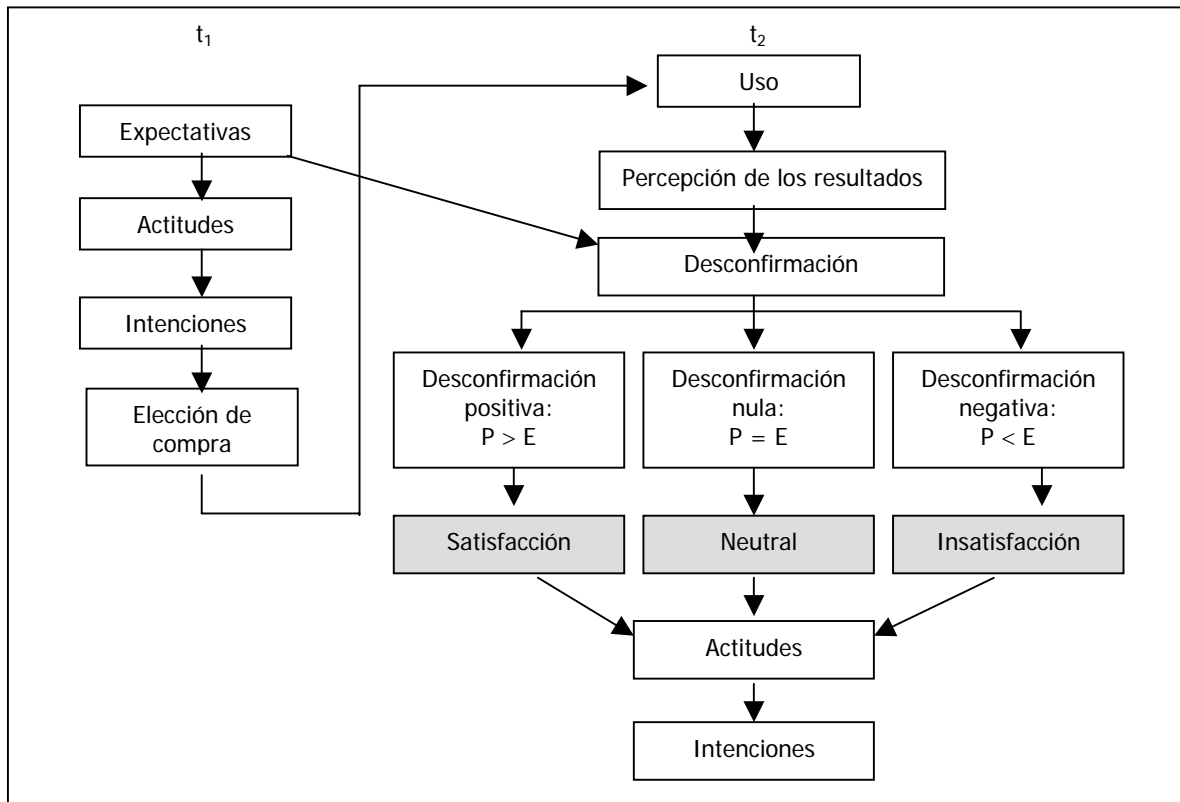 t₁
Expectativas
Actitudes
Intenciones
Elección de
compra
t₂
Uso
Percepción de los resultados
Desconfirmación
Desconfirmación
positiva:
P > E
Desconfirmación
nula:
P = E
Desconfirmación
negativa:
P < E
Satisfacción
Neutral
Insatisfacción
Actitudes
Intenciones